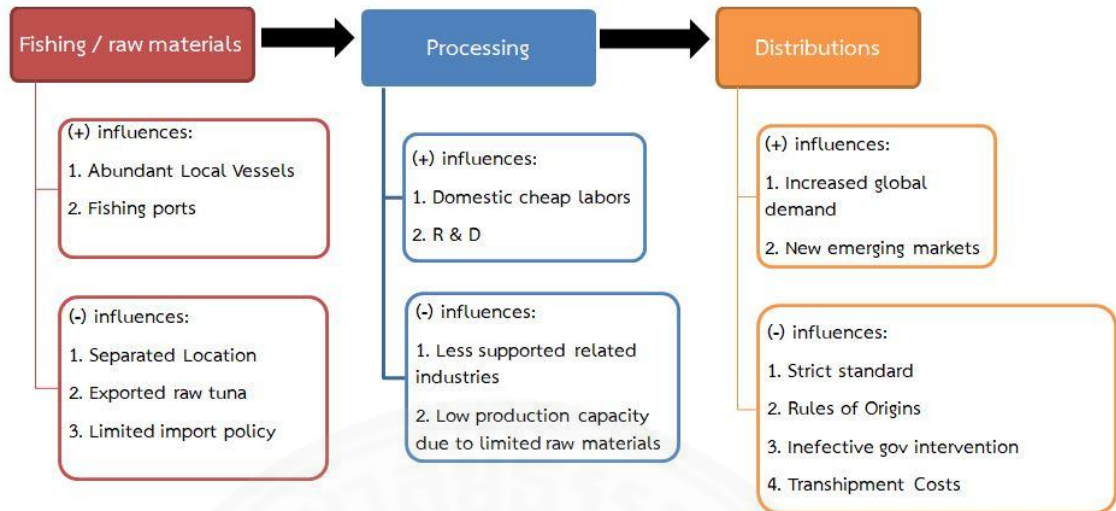 Fishing / raw materials
Processing
Distributions
(+) influences:
1. Abundant Local Vessels
2. Fishing ports
(-) influences:
1. Separated Location
2. Exported raw tuna
3. Limited import policy
(+) influences:
1. Domestic cheap labors
2. R & D
(-) influences:
1. Less supported related
industries
2. Low production capacity
due to limited raw materials
(+) influences:
1. Increased global
demand
2. New emerging markets
(-) influences:
1. Strict standard
2. Rules of Origins
3. Inefective gov intervention
4. Transhipment Costs